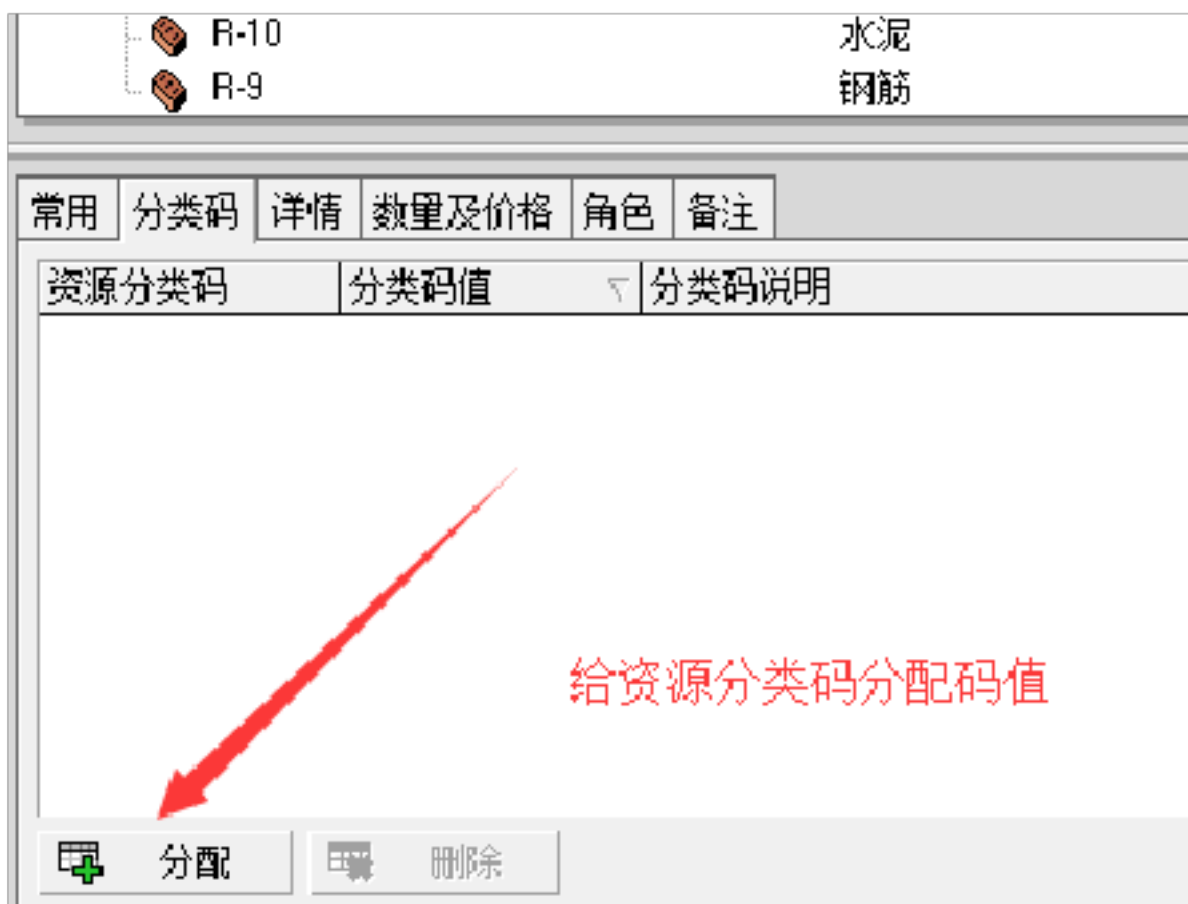 R-10 水泥
R-9 钢筋
常用 分类码 详情 数量及价格 角色 备注
资源分类码 分类码值 分类码说明
给资源分类码分配码值
分配 删除